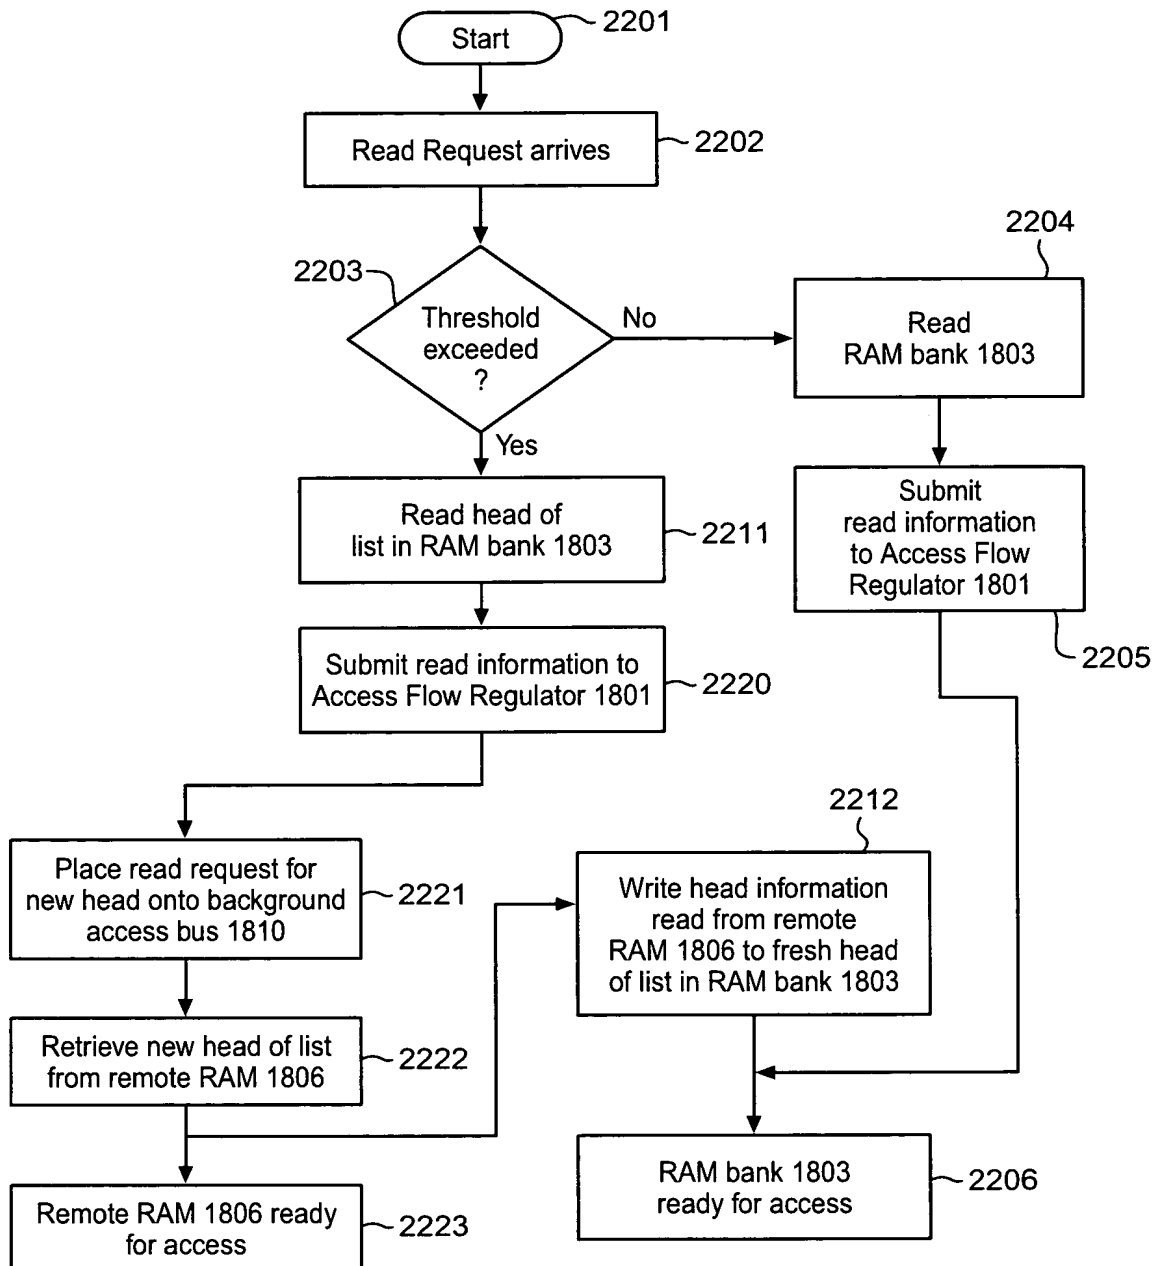 Start
2201
Read Request arrives
2202
2203
Threshold
exceeded
?
No
Yes
2204
Read
RAM bank 1803
Submit
read information
to Access Flow
Regulator 1801
2205
Read head of
list in RAM bank 1803
2211
Submit read information to
Access Flow Regulator 1801
2220
Place read request for
new head onto background
access bus 1810
2221
2212
Write head information
read from remote
RAM 1806 to fresh head
of list in RAM bank 1803
Retrieve new head of list
from remote RAM 1806
2222
Remote RAM 1806 ready
for access
2223
RAM bank 1803
ready for access
2206